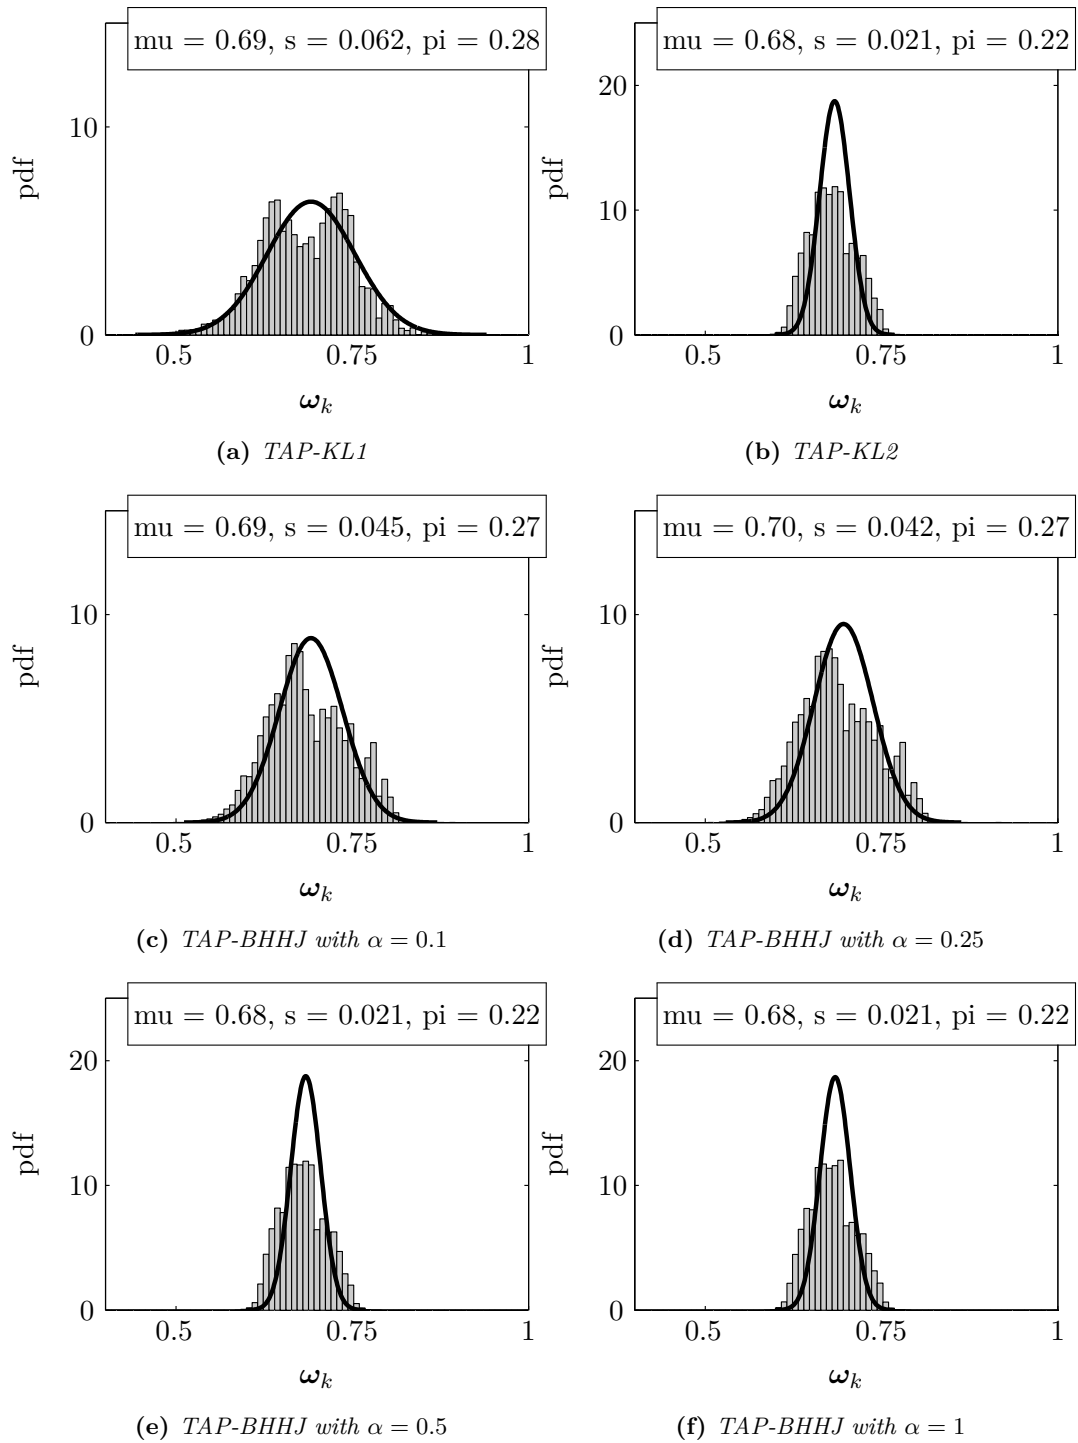 mu = 0.69, s = 0.062, pi = 0.28
10
0
pdf
0.5 0.75 1
ω_k
(a) TAP-KL1
mu = 0.68, s = 0.021, pi = 0.22
20
10
0
pdf
0.5 0.75 1
ω_k
(b) TAP-KL2
mu = 0.69, s = 0.045, pi = 0.27
10
0
pdf
0.5 0.75 1
ω_k
(c) TAP-BHHJ with α = 0.1
mu = 0.70, s = 0.042, pi = 0.27
10
0
pdf
0.5 0.75 1
ω_k
(d) TAP-BHHJ with α = 0.25
mu = 0.68, s = 0.021, pi = 0.22
20
10
0
pdf
0.5 0.75 1
ω_k
(e) TAP-BHHJ with α = 0.5
mu = 0.68, s = 0.021, pi = 0.22
20
10
0
pdf
0.5 0.75 1
ω_k
(f) TAP-BHHJ with α = 1